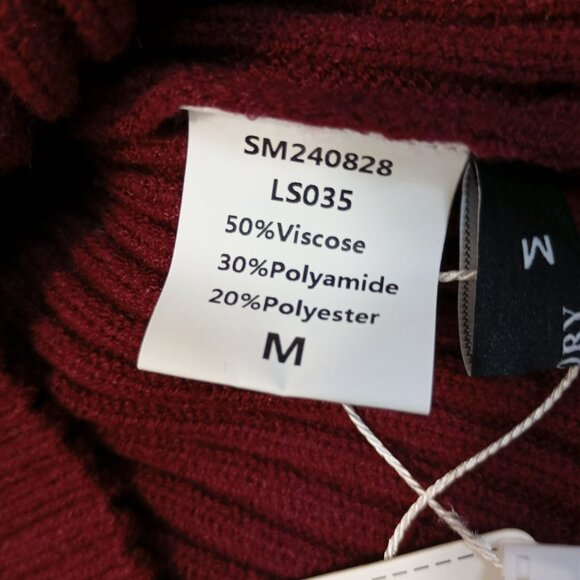 SM240828
LS035
50%Viscose
30%Polyamide
20%Polyester
M
M